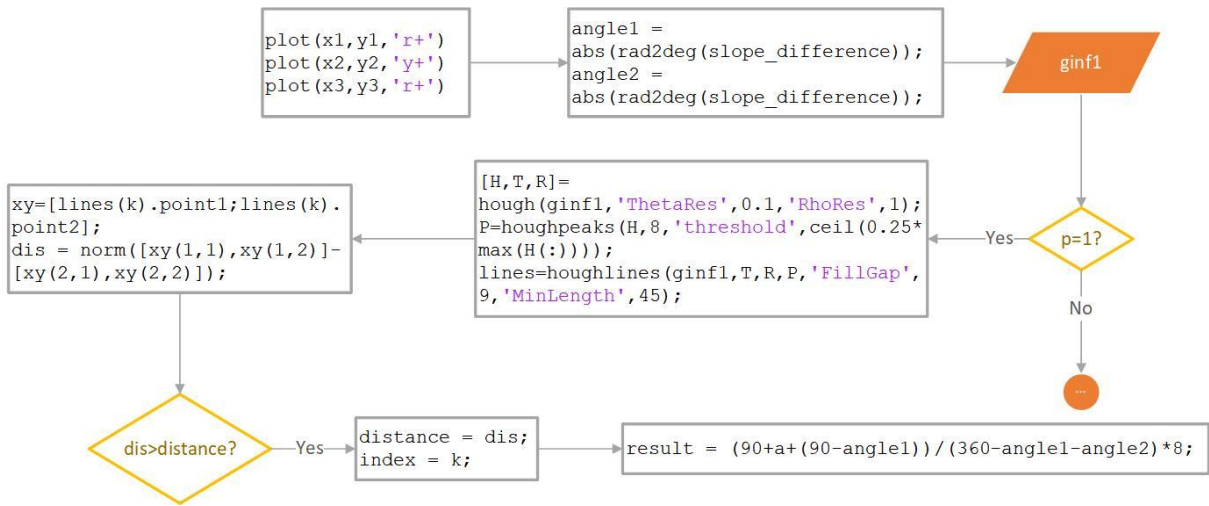 plot(x1,y1,'r+')
plot(x2,y2,'y+')
plot(x3,y3,'r+')
angle1 =
abs(rad2deg(slope_difference));
angle2 =
abs(rad2deg(slope_difference));
ginf1
p=1?
Yes
No
...
[H,T,R]=
hough(ginf1,'ThetaRes',0.1,'RhoRes',1);
P=houghpeaks(H,8,'threshold',ceil(0.25*
max(H(:))));
lines=houghlines(ginf1,T,R,P,'FillGap',
9,'MinLength',45);
xy=[lines(k).point1;lines(k).
point2];
dis = norm([xy(1,1),xy(1,2)]-
[xy(2,1),xy(2,2)]);
dis>distance?
Yes
distance = dis;
index = k;
result = (90+a+(90-angle1))/(360-angle1-angle2)*8;